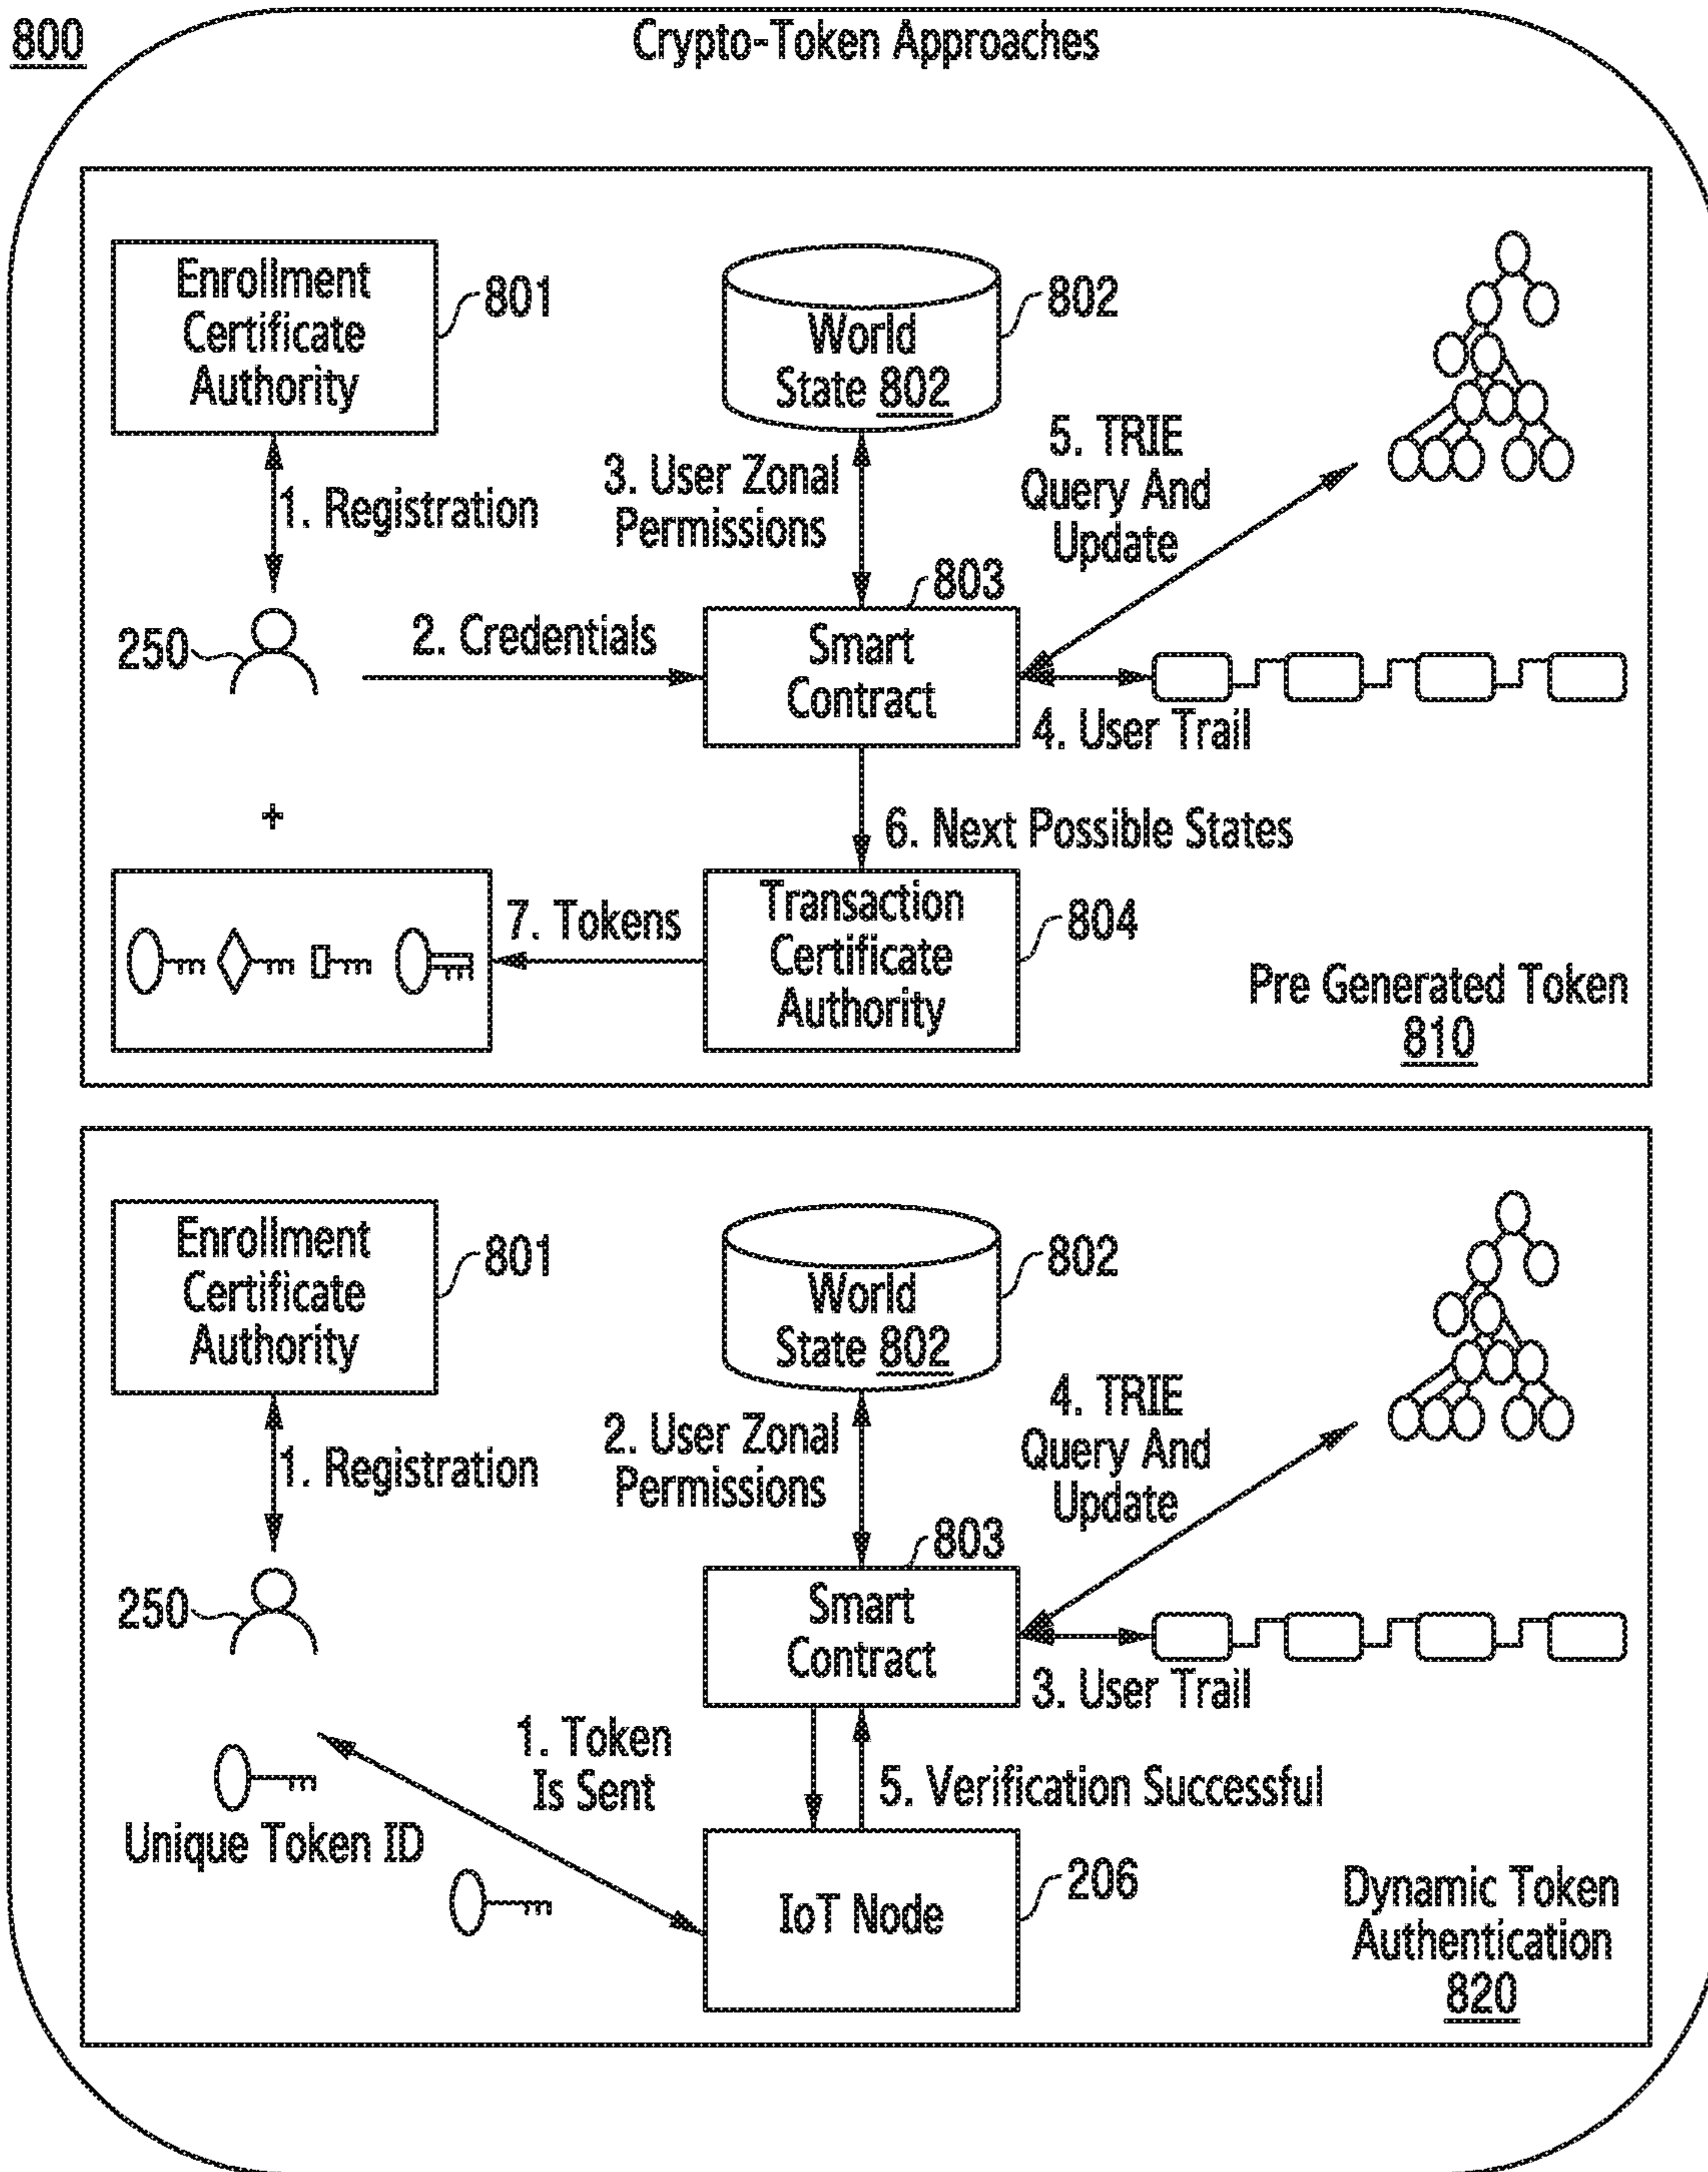 800
Crypto-Token Approaches
Enrollment
Certificate
Authority
801
World
State 802
802
1. Registration
3. User Zonal
Permissions
5. TRIE
Query And
Update
250
2. Credentials
803
Smart
Contract
4. User Trail
+
6. Next Possible States
7. Tokens
Transaction
Certificate
Authority
804
Pre Generated Token
810
Enrollment
Certificate
Authority
801
World
State 802
802
1. Registration
2. User Zonal
Permissions
4. TRIE
Query And
Update
250
803
Smart
Contract
3. User Trail
1. Token
Is Sent
5. Verification Successful
Unique Token ID
IoT Node
206
Dynamic Token
Authentication
820